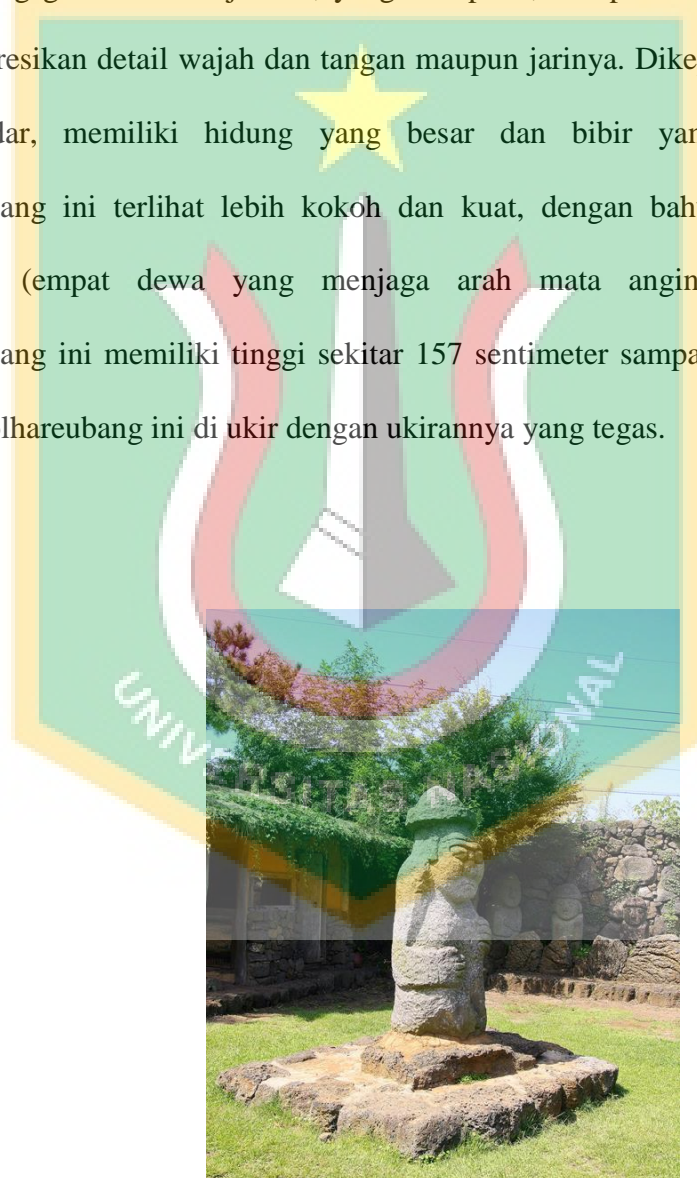 resikan detail wajah dan tangan maupun jarinya. Dike
lar, memiliki hidung yang besar dan bibir yan
ang ini terlihat lebih kokoh dan kuat, dengan bah
(empat dewa yang menjaga arah mata angin
ang ini memiliki tinggi sekitar 157 sentimeter sampa
lhareubang ini di ukir dengan ukirannya yang tegas.
UNIVERSITAS NASIONAL